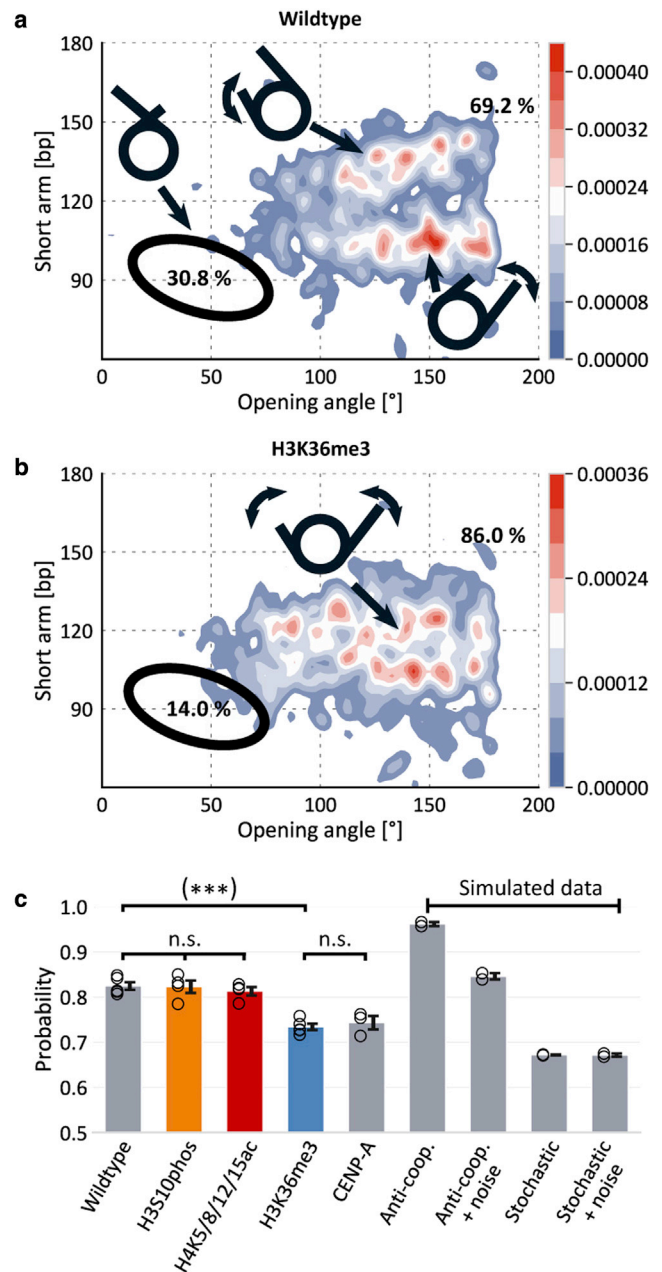 a
Wildtype
180
150
120
90
Short arm [bp]
69.2 %
30.8 %
0 50 100 150 200
Opening angle [°]
0.00040
0.00032
0.00024
0.00016
0.00008
0.00000
b
H3K36me3
180
150
120
90
Short arm [bp]
86.0 %
14.0 %
0 50 100 150 200
Opening angle [°]
0.00036
0.00024
0.00012
0.00000
c
(***)
Simulated data
n.s.
n.s.
1.0
0.9
0.8
0.7
0.6
0.5
Probability
Wildtype
H3S10phos
H4K5/8/12/15ac
H3K36me3
CENP-A
Anti-coop.
Anti-coop.
+ noise
Stochastic
Stochastic
+ noise